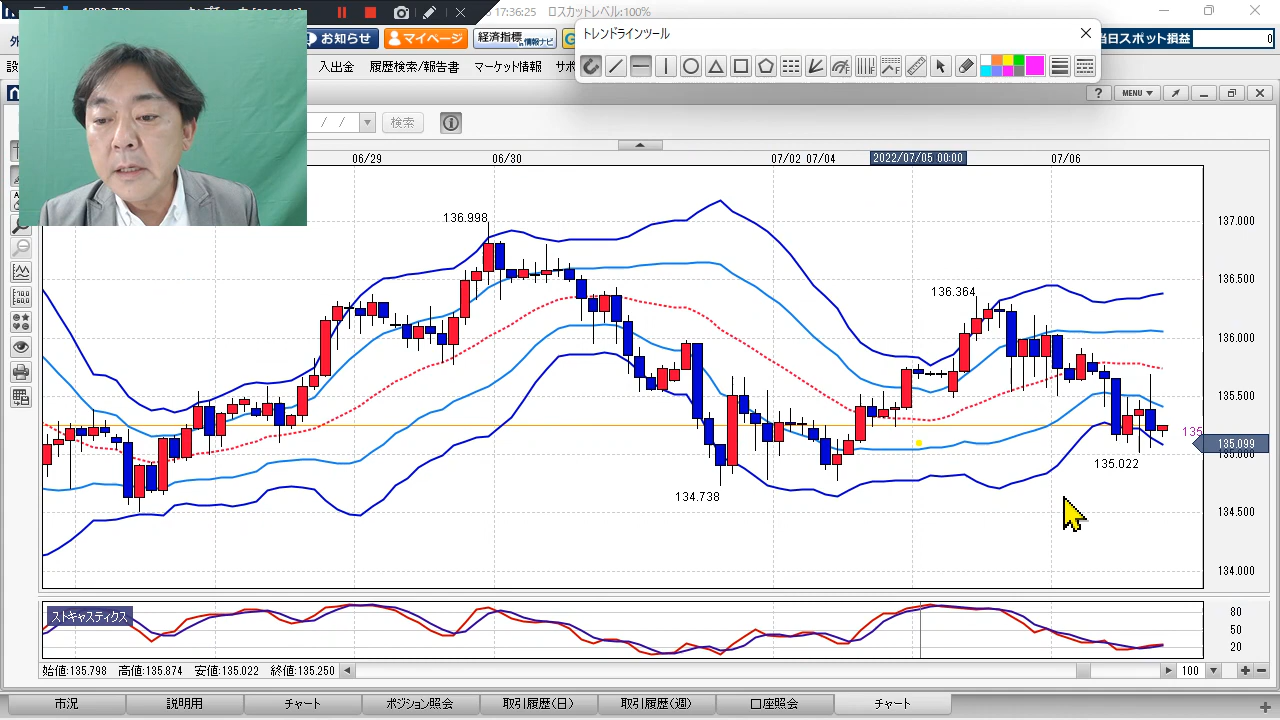 17:36:25 ロスカットレベル:100%
トレンドラインツール
お知らせ
マイページ
経済指標 in 情報ナビ
当日スポット損益
0
入出金
履歴検索/報告書
マーケット情報
? MENU ▼
/ /
検索
06/29
06/30
07/02 07/04
2022/07/05 00:00
07/06
136.998
136.364
134.738
135.022
137.000
136.500
136.000
135.500
135
135.099
135.000
134.500
134.000
ストキャスティクス
80
50
20
始値:135.798 高値:135.874 安値:135.022 終値:135.250
100
市況
説明用
チャート
ポジション照会
取引履歴(日)
取引履歴(週)
口座照会
チャート